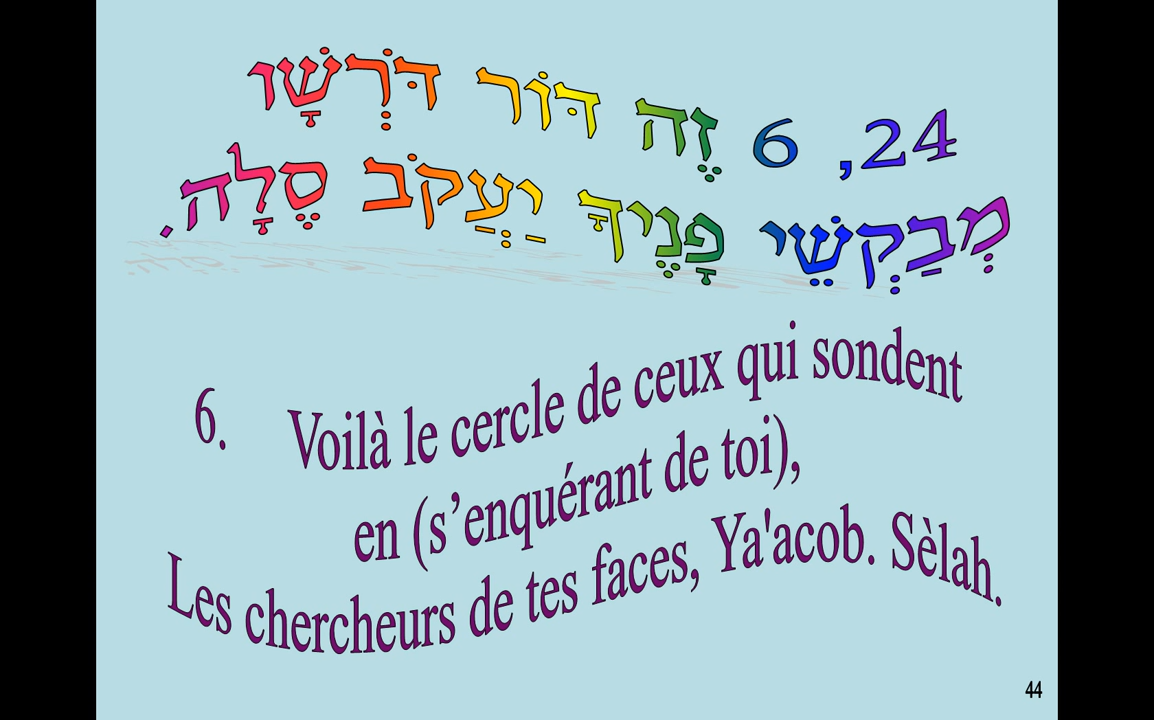 24, 6 זֶה דּוֹר דֹּרְשָׁו
מְבַקְשֵׁי פָנֶיךָ יַעֲקֹב סֶלָה.
6. Voilà le cercle de ceux qui sondent
en (s’enquérant de toi),
Les chercheurs de tes faces, Ya'acob. Sèlah.
44